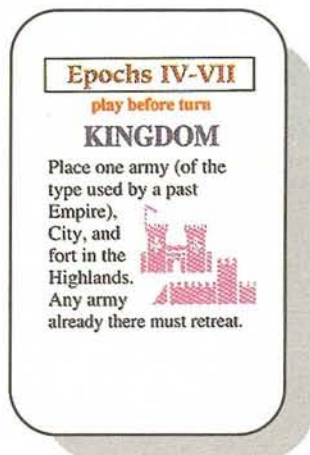 Epochs IV-VII
play before turn
KINGDOM
Place one army (of the
type used by a past
Empire),
City, and
fort in the
Highlands.
Any army
already there must retreat.